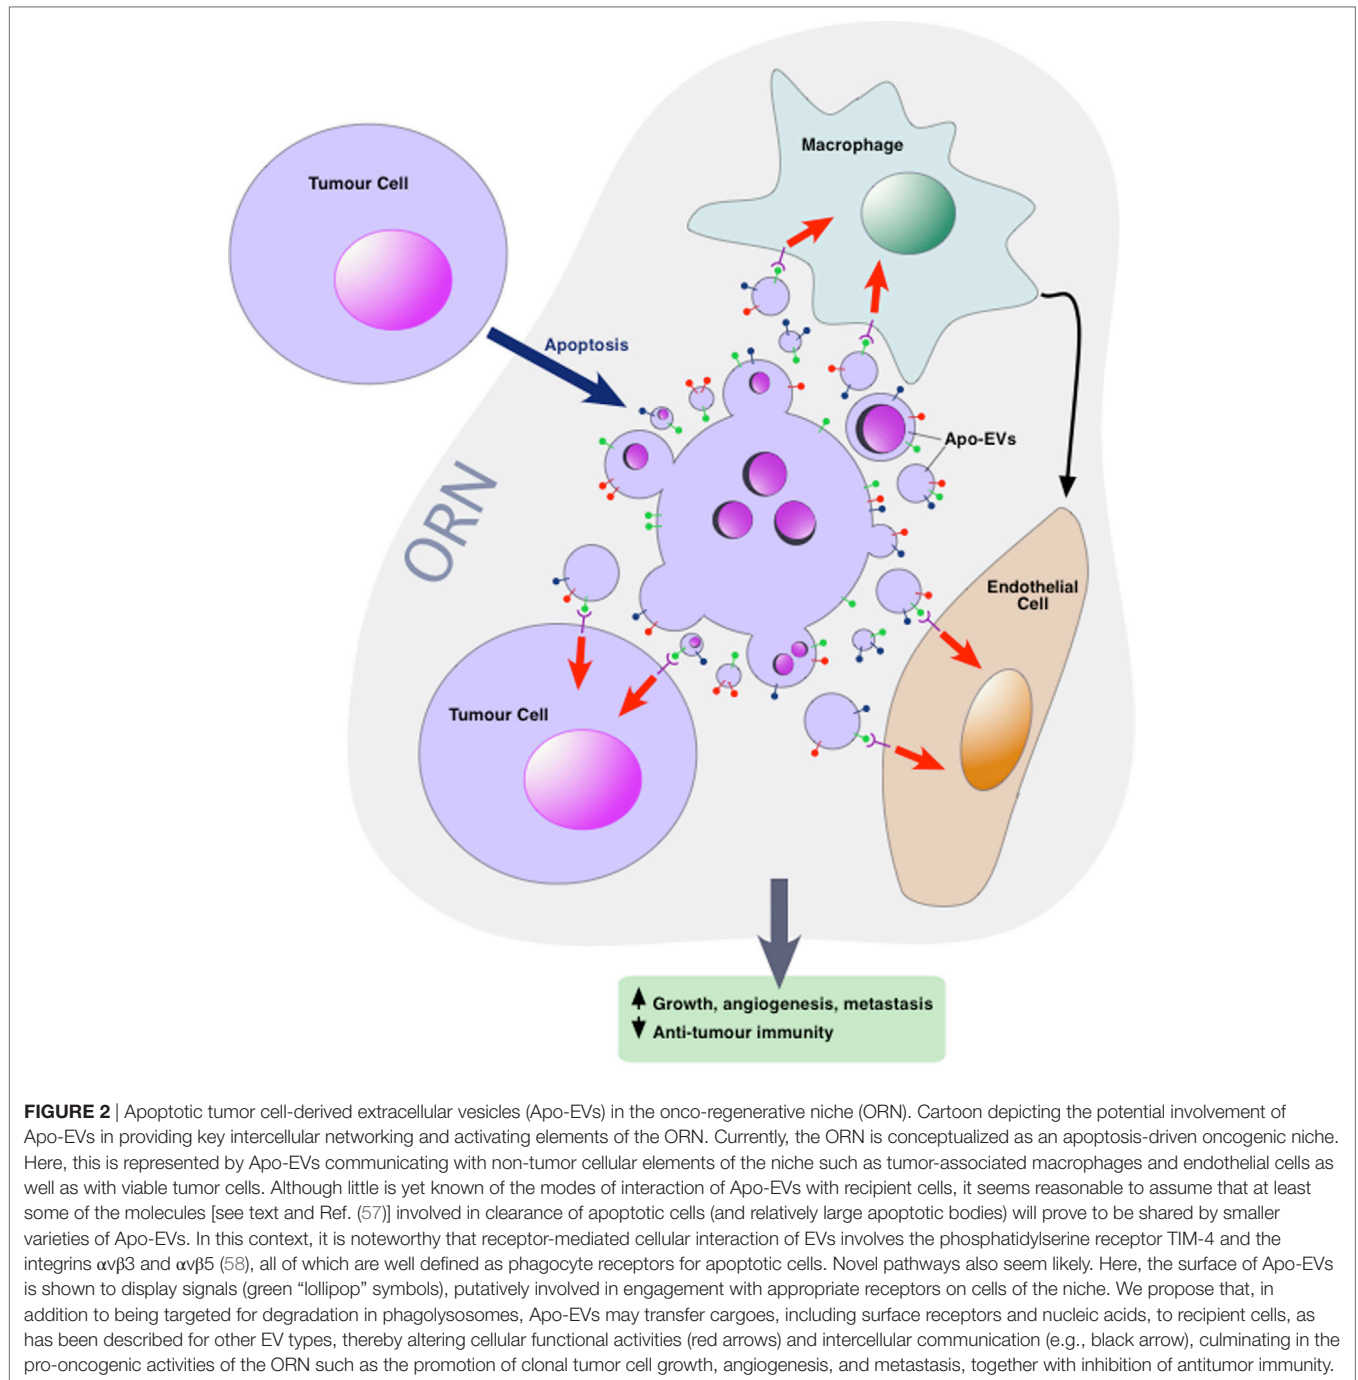 Macrophage
Tumour Cell
Apoptosis
Apo-EVs
ORN
Endothelial
Cell
Tumour Cell
Growth, angiogenesis, metastasis
Anti-tumour immunity
FIGURE 2 | Apoptotic tumor cell-derived extracellular vesicles (Apo-EVs) in the onco-regenerative niche (ORN). Cartoon depicting the potential involvement of
Apo-EVs in providing key intercellular networking and activating elements of the ORN. Currently, the ORN is conceptualized as an apoptosis-driven oncogenic niche.
Here, this is represented by Apo-EVs communicating with non-tumor cellular elements of the niche such as tumor-associated macrophages and endothelial cells as
well as with viable tumor cells. Although little is yet known of the modes of interaction of Apo-EVs with recipient cells, it seems reasonable to assume that at least
some of the molecules [see text and Ref. (57)] involved in clearance of apoptotic cells (and relatively large apoptotic bodies) will prove to be shared by smaller
varieties of Apo-EVs. In this context, it is noteworthy that receptor-mediated cellular interaction of EVs involves the phosphatidylserine receptor TIM-4 and the
integrins αvβ3 and αvβ5 (58), all of which are well defined as phagocyte receptors for apoptotic cells. Novel pathways also seem likely. Here, the surface of Apo-EVs
is shown to display signals (green “lollipop” symbols), putatively involved in engagement with appropriate receptors on cells of the niche. We propose that, in
addition to being targeted for degradation in phagolysosomes, Apo-EVs may transfer cargoes, including surface receptors and nucleic acids, to recipient cells, as
has been described for other EV types, thereby altering cellular functional activities (red arrows) and intercellular communication (e.g., black arrow), culminating in the
pro-oncogenic activities of the ORN such as the promotion of clonal tumor cell growth, angiogenesis, and metastasis, together with inhibition of antitumor immunity.